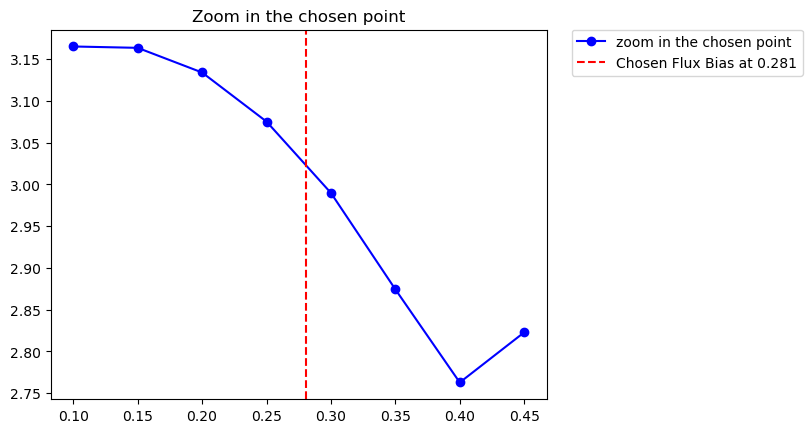 Zoom in the chosen point
zoom in the chosen point
Chosen Flux Bias at 0.281
3.15
3.10
3.05
3.00
2.95
2.90
2.85
2.80
2.75
0.10 0.15 0.20 0.25 0.30 0.35 0.40 0.45